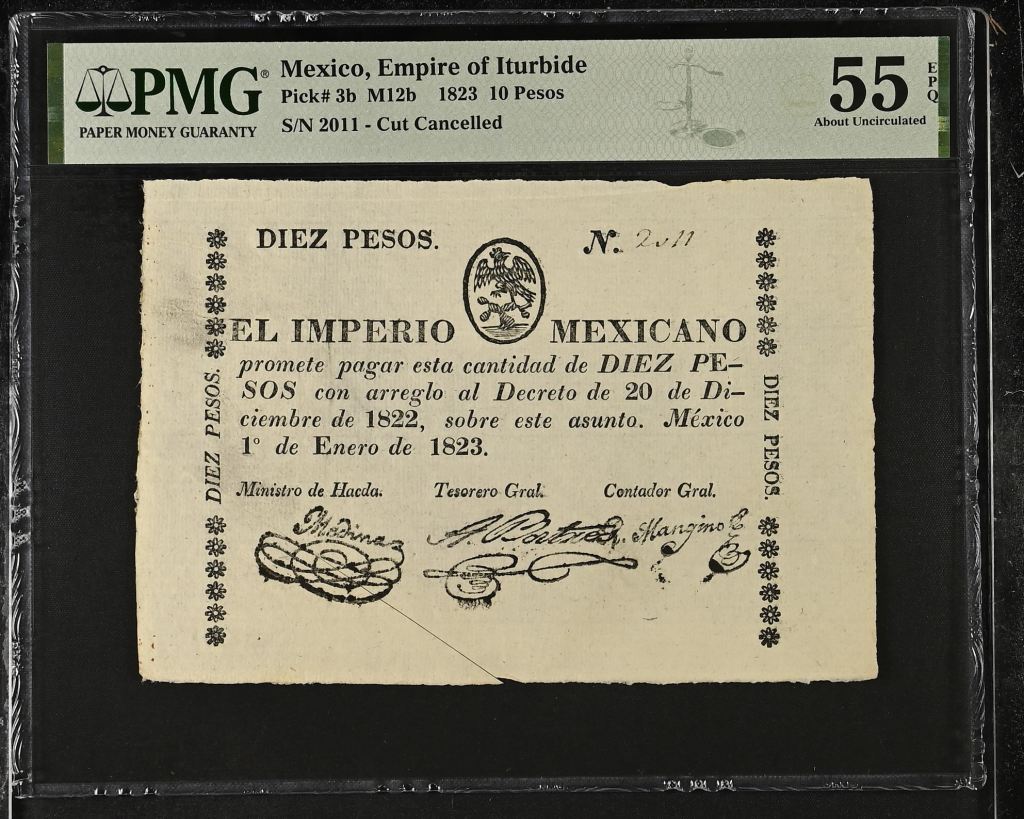 PMG®
PAPER MONEY GUARANTY
Mexico, Empire of Iturbide
Pick# 3b M12b 1823 10 Pesos
S/N 2011 - Cut Cancelled
55
EPQ
About Uncirculated
DIEZ PESOS.
N. 2011
EL IMPERIO MEXICANO
promete pagar esta cantidad de DIEZ PE-
SOS con arreglo al Decreto de 20 de Di-
ciembre de 1822, sobre este asunto. México
1º de Enero de 1823.
DIEZ PESOS.
DIEZ PESOS.
Ministro de Hacda. Tesorero Gral. Contador Gral.
Medina
Mangino